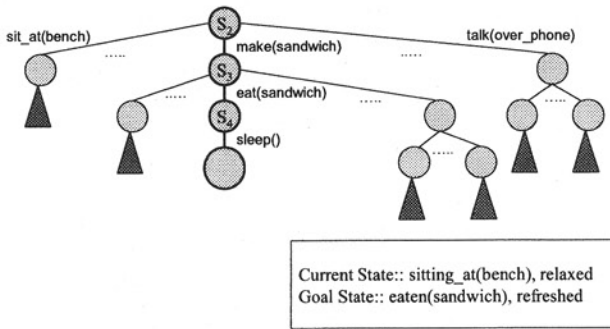 S2
sit_at(bench)
talk(over_phone)
make(sandwich)
.....
.....
S3
.....
eat(sandwich)
.....
.....
S4
sleep()
.....
Current State:: sitting_at(bench), relaxed
Goal State:: eaten(sandwich), refreshed